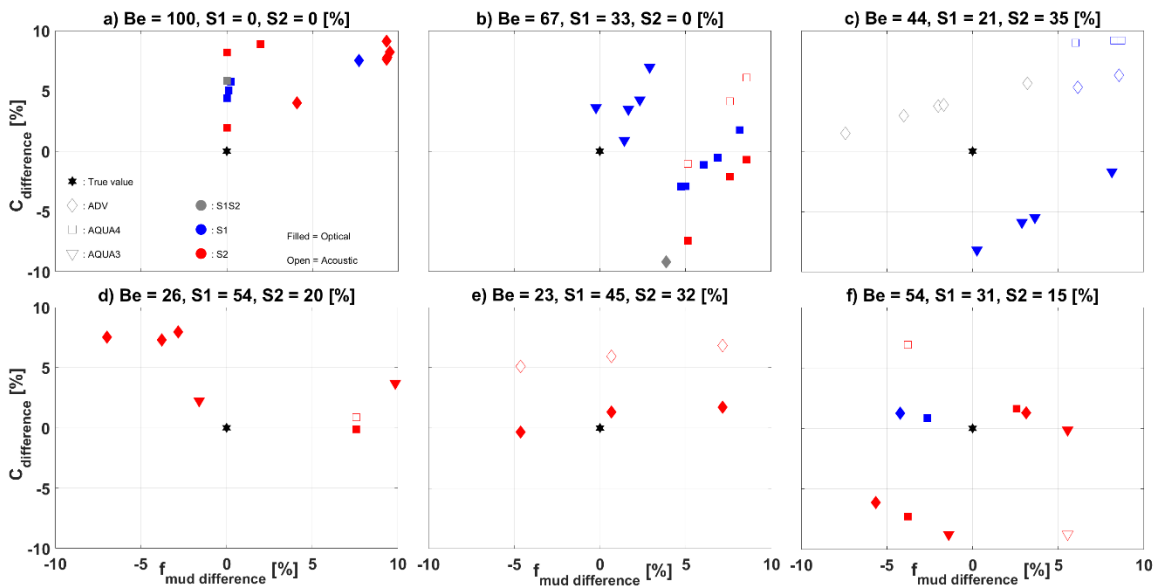 a) Be = 100, S1 = 0, S2 = 0 [%]
b) Be = 67, S1 = 33, S2 = 0 [%]
c) Be = 44, S1 = 21, S2 = 35 [%]
10
5
0
-5
-10
C_difference [%]
: True value
: ADV
: AQUA4
: AQUA3
: S1S2
: S1
: S2
Filled = Optical
Open = Acoustic
d) Be = 26, S1 = 54, S2 = 20 [%]
e) Be = 23, S1 = 45, S2 = 32 [%]
f) Be = 54, S1 = 31, S2 = 15 [%]
10
5
0
-5
-10
C_difference [%]
-10 -5 0 5 10
-5 0 5
-10 -5 0 5 10
f_mud difference [%]
f_mud difference [%]
f_mud difference [%]